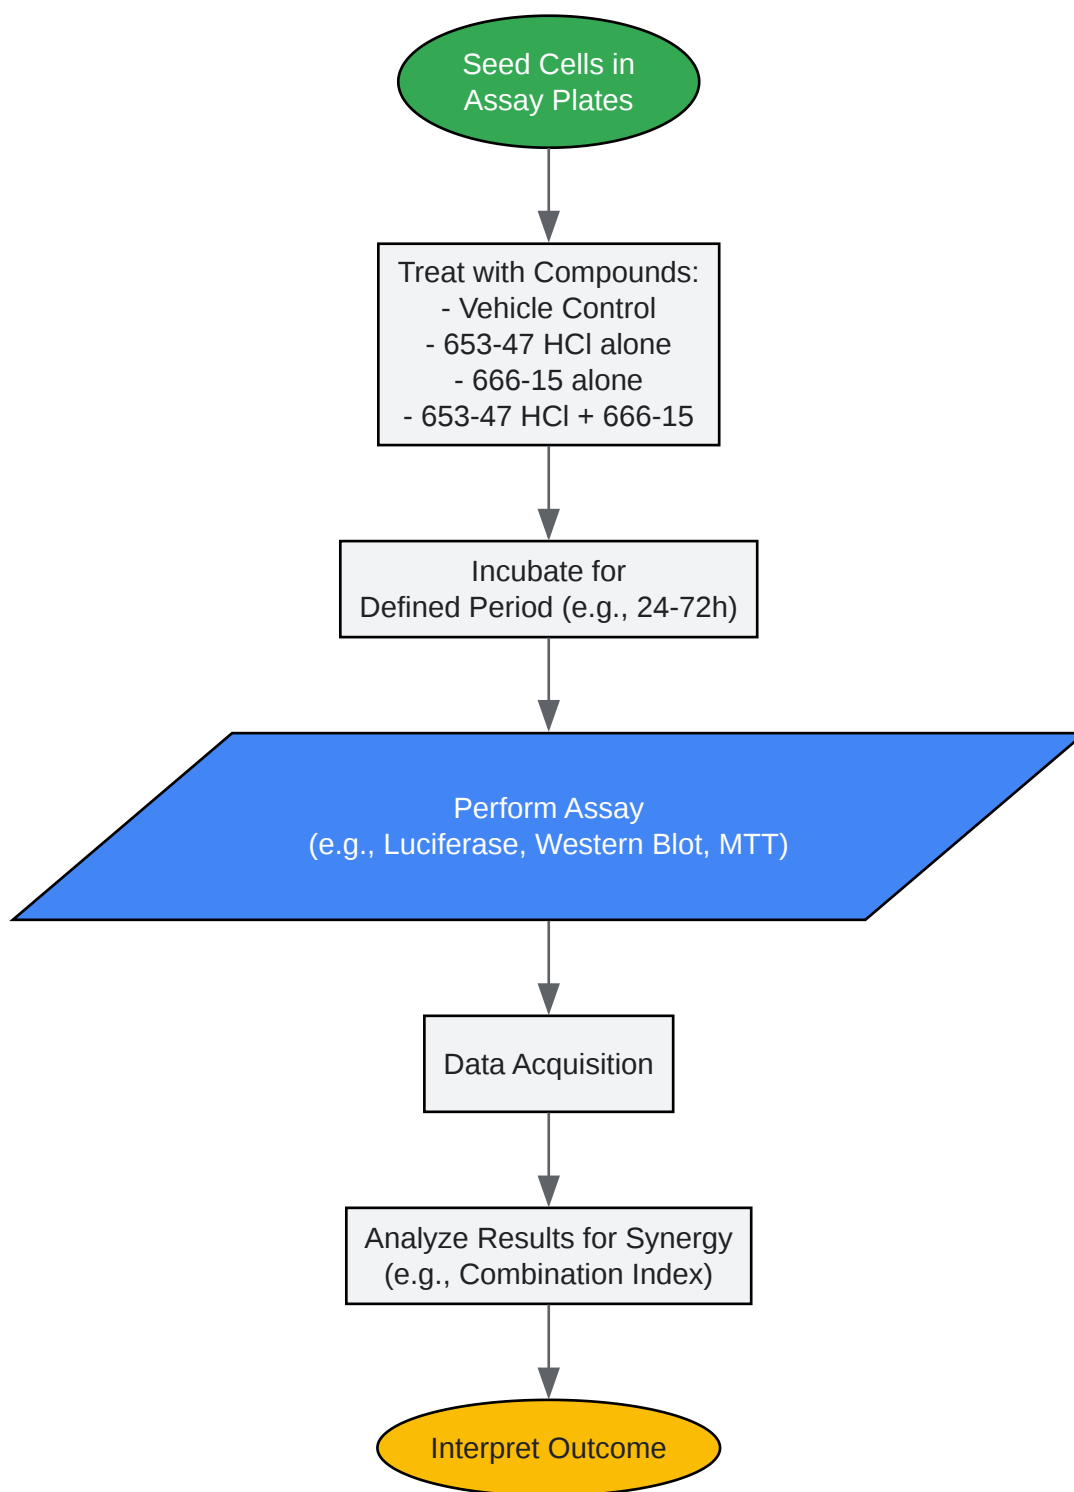 Seed Cells in
Assay Plates
Treat with Compounds:
- Vehicle Control
- 653-47 HCl alone
- 666-15 alone
- 653-47 HCl + 666-15
Incubate for
Defined Period (e.g., 24-72h)
Perform Assay
(e.g., Luciferase, Western Blot, MTT)
Data Acquisition
Analyze Results for Synergy
(e.g., Combination Index)
Interpret Outcome